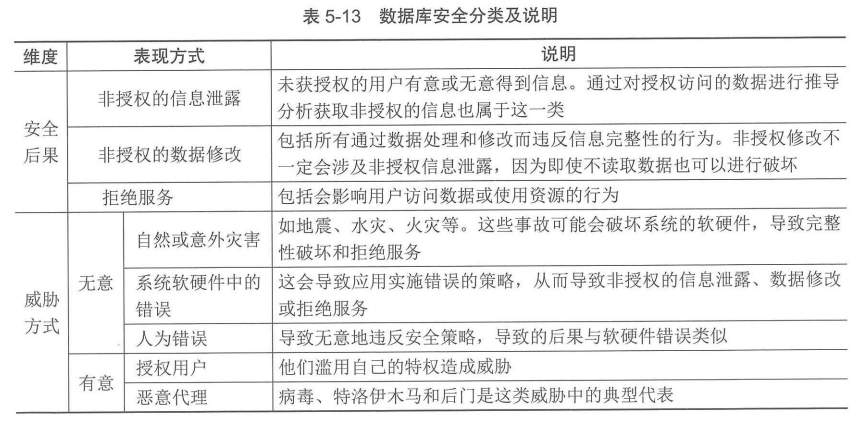 表 5-13 数据库安全分类及说明
维度 表现方式 说明
安全后果 非授权的信息泄露 未获授权的用户有意或无意得到信息。通过对授权访问的数据进行推导
分析获取非授权的信息也属于这一类
非授权的数据修改 包括所有通过数据处理和修改而违反信息完整性的行为。非授权修改不
一定会涉及非授权信息泄露，因为即使不读取数据也可以进行破坏
拒绝服务 包括会影响用户访问数据或使用资源的行为
威胁方式 无意 自然或意外灾害 如地震、水灾、火灾等。这些事故可能会破坏系统的软硬件，导致完整
性破坏和拒绝服务
系统软硬件中的 这会导致应用实施错误的策略，从而导致非授权的信息泄露、数据修改
错误 或拒绝服务
人为错误 导致无意地违反安全策略，导致的后果与软硬件错误类似
有意 授权用户 他们滥用自己的特权造成威胁
恶意代理 病毒、特洛伊木马和后门是这类威胁中的典型代表